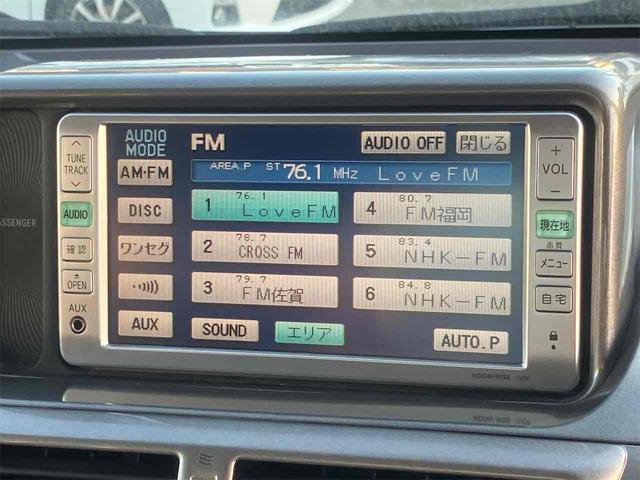 AUDIO MODE
FM
AUDIO OFF
閉じる
AREA.P ST 76.1 MHz LoveFM
AM・FM
DISC
ワンセグ
AUX
1 76.1 LoveFM
2 78.7 CROSS FM
3 79.7 FM佐賀
4 80.7 FM福岡
5 83.4 NHK-FM
6 84.8 NHK-FM
SOUND
エリア
AUTO.P
TUNE TRACK
AUDIO
確認
OPEN
AUX
+
VOL
-
現在地
画質
メニュー
自宅
NDDN-W58